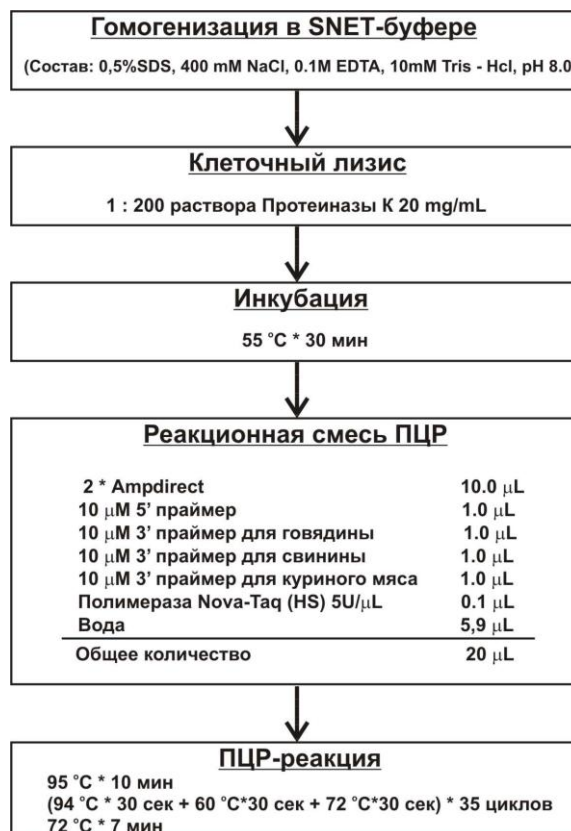 Гомогенизация в SNET-буфере
(Состав: 0,5%SDS, 400 mM NaCl, 0.1M EDTA, 10mM Tris - Hcl, pH 8.0
Клеточный лизис
1 : 200 раствора Протеиназы К 20 mg/mL
Инкубация
55 °C * 30 мин
Реакционная смесь ПЦР
2 * Ampdirect 10.0 μL
10 μM 5' праймер 1.0 μL
10 μM 3' праймер для говядины 1.0 μL
10 μM 3' праймер для свинины 1.0 μL
10 μM 3' праймер для куриного мяса 1.0 μL
Полимераза Nova-Taq (HS) 5U/μL 0.1 μL
Вода 5,9 μL
Общее количество 20 μL
ПЦР-реакция
95 °C * 10 мин
(94 °C * 30 сек + 60 °C*30 сек + 72 °C*30 сек) * 35 циклов
72 °C * 7 мин